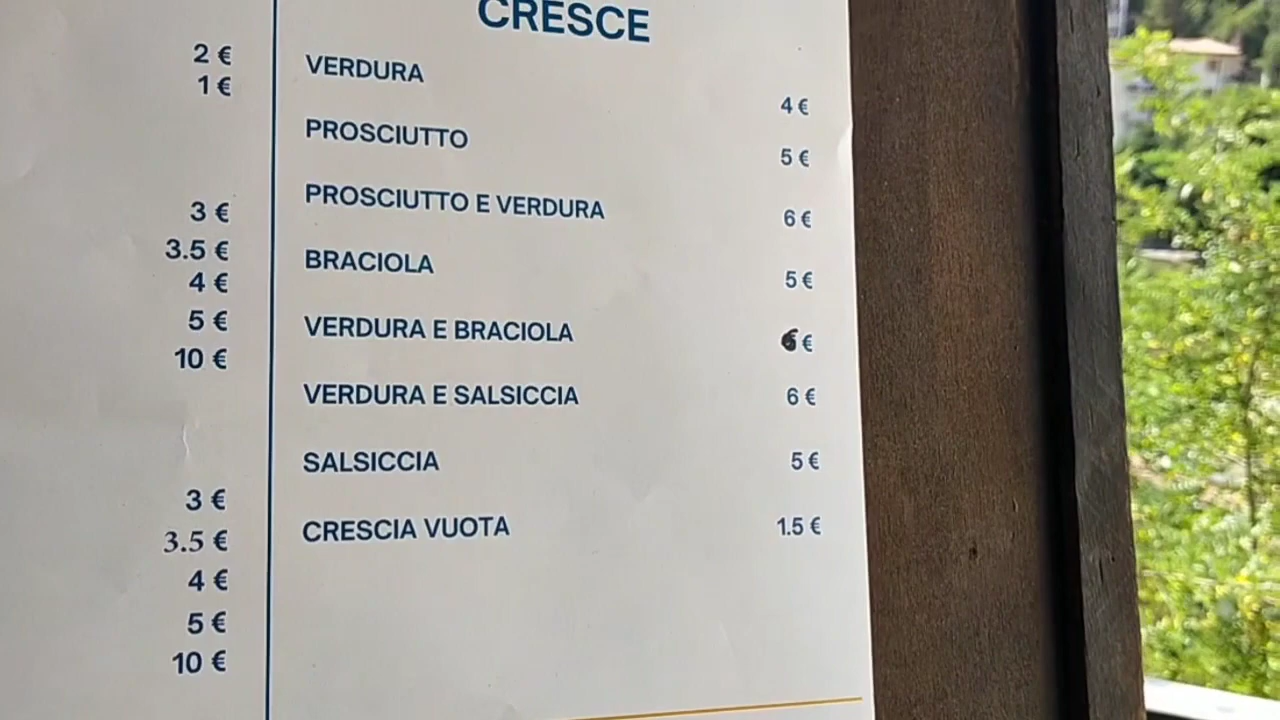 2 €
1 €
3 €
3.5 €
4 €
5 €
10 €
3 €
3.5 €
4 €
5 €
10 €
CRESCE
VERDURA 4 €
PROSCIUTTO 5 €
PROSCIUTTO E VERDURA 6 €
BRACIOLA 5 €
VERDURA E BRACIOLA 6 €
VERDURA E SALSICCIA 6 €
SALSICCIA 5 €
CRESCIA VUOTA 1.5 €